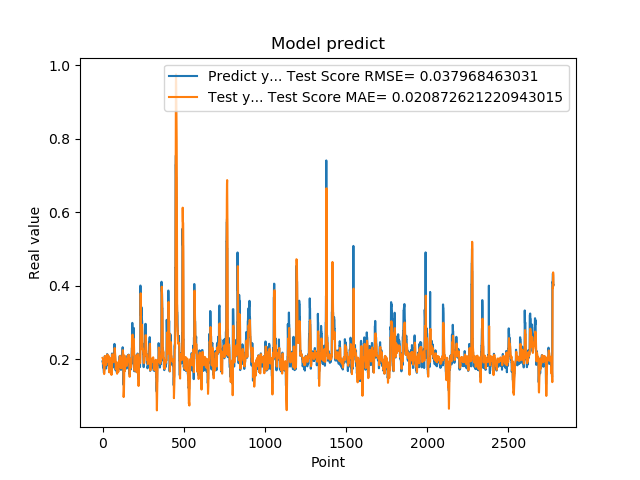 Model predict
Predict y... Test Score RMSE= 0.037968463031
Test y... Test Score MAE= 0.020872621220943015
1.0
0.8
0.6
0.4
0.2
Real value
0 500 1000 1500 2000 2500
Point